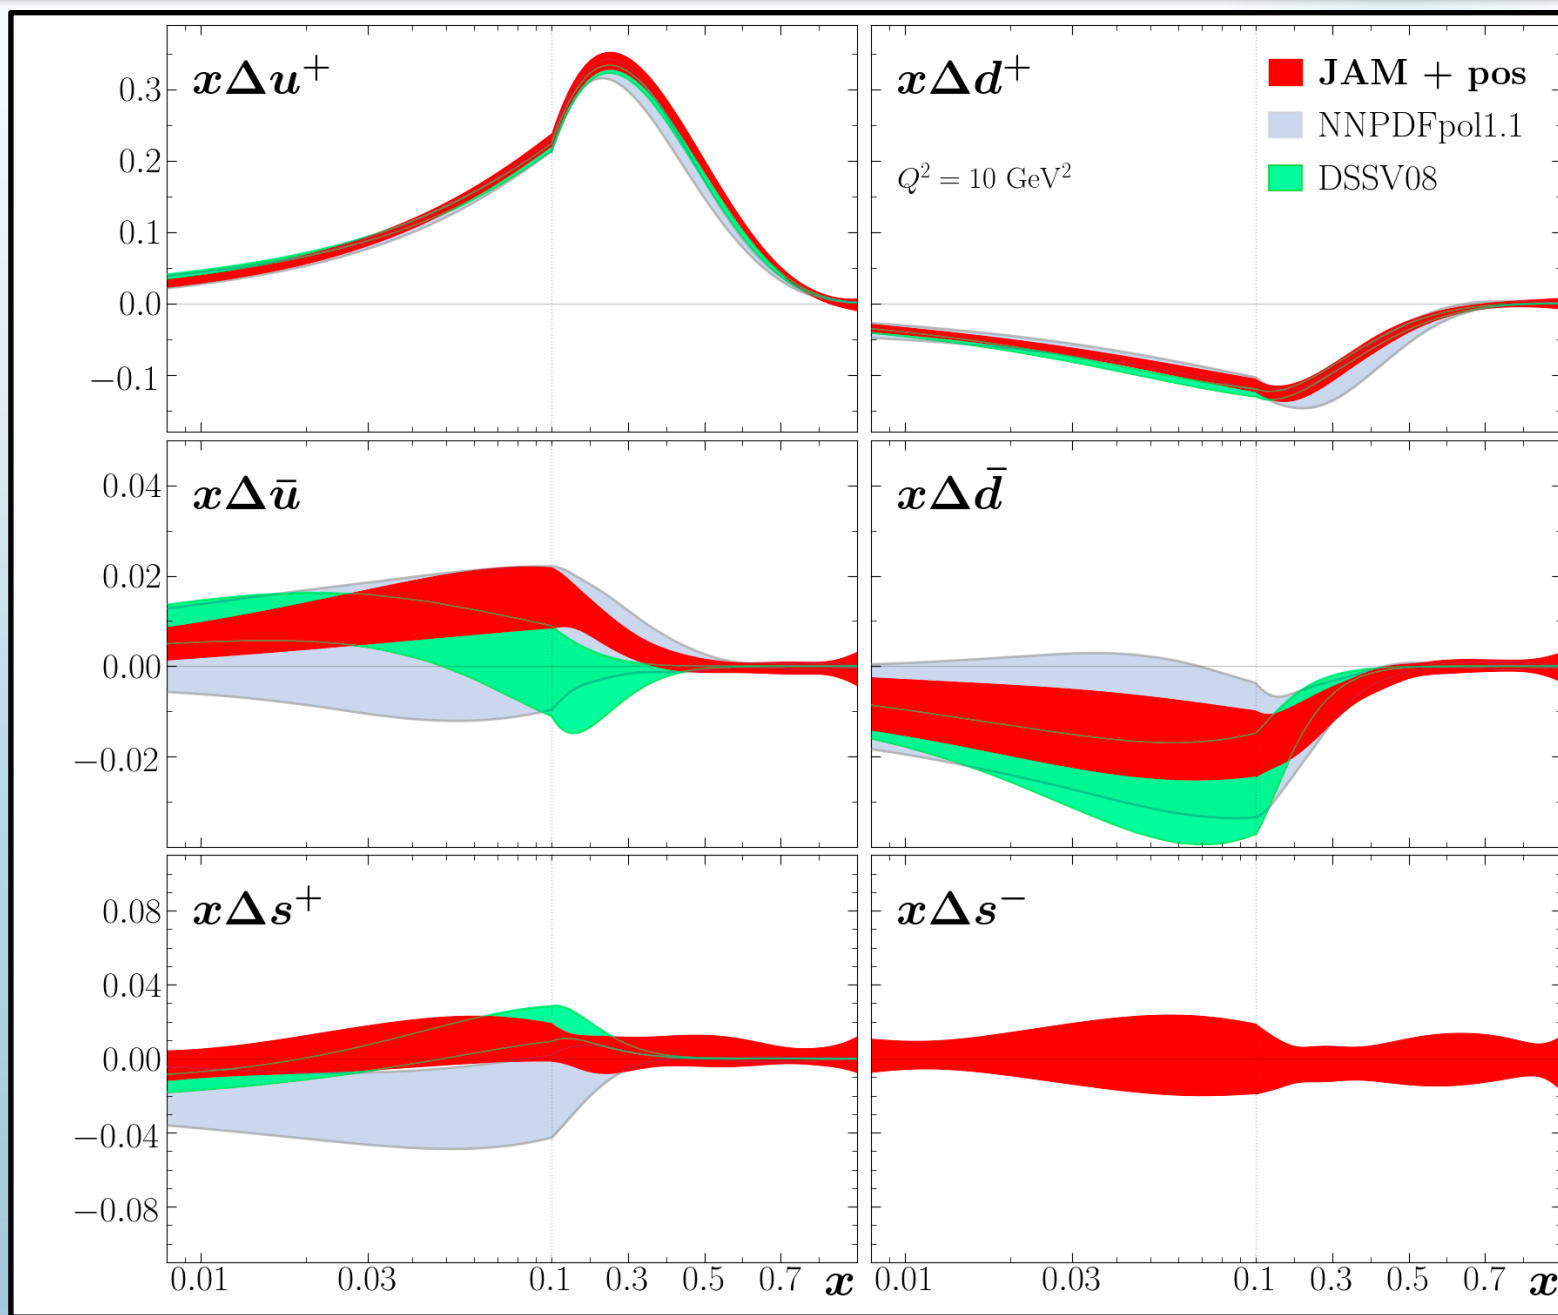 xΔu⁺
0.3
0.2
0.1
0.0
−0.1
xΔd⁺
JAM + pos
NNPDFpol1.1
DSSV08
Q² = 10 GeV²
xΔū
0.04
0.02
0.00
−0.02
xΔd̄
xΔs⁺
0.08
0.04
0.00
−0.04
−0.08
xΔs⁻
0.01 0.03 0.1 0.3 0.5 0.7 x
0.01 0.03 0.1 0.3 0.5 0.7 x